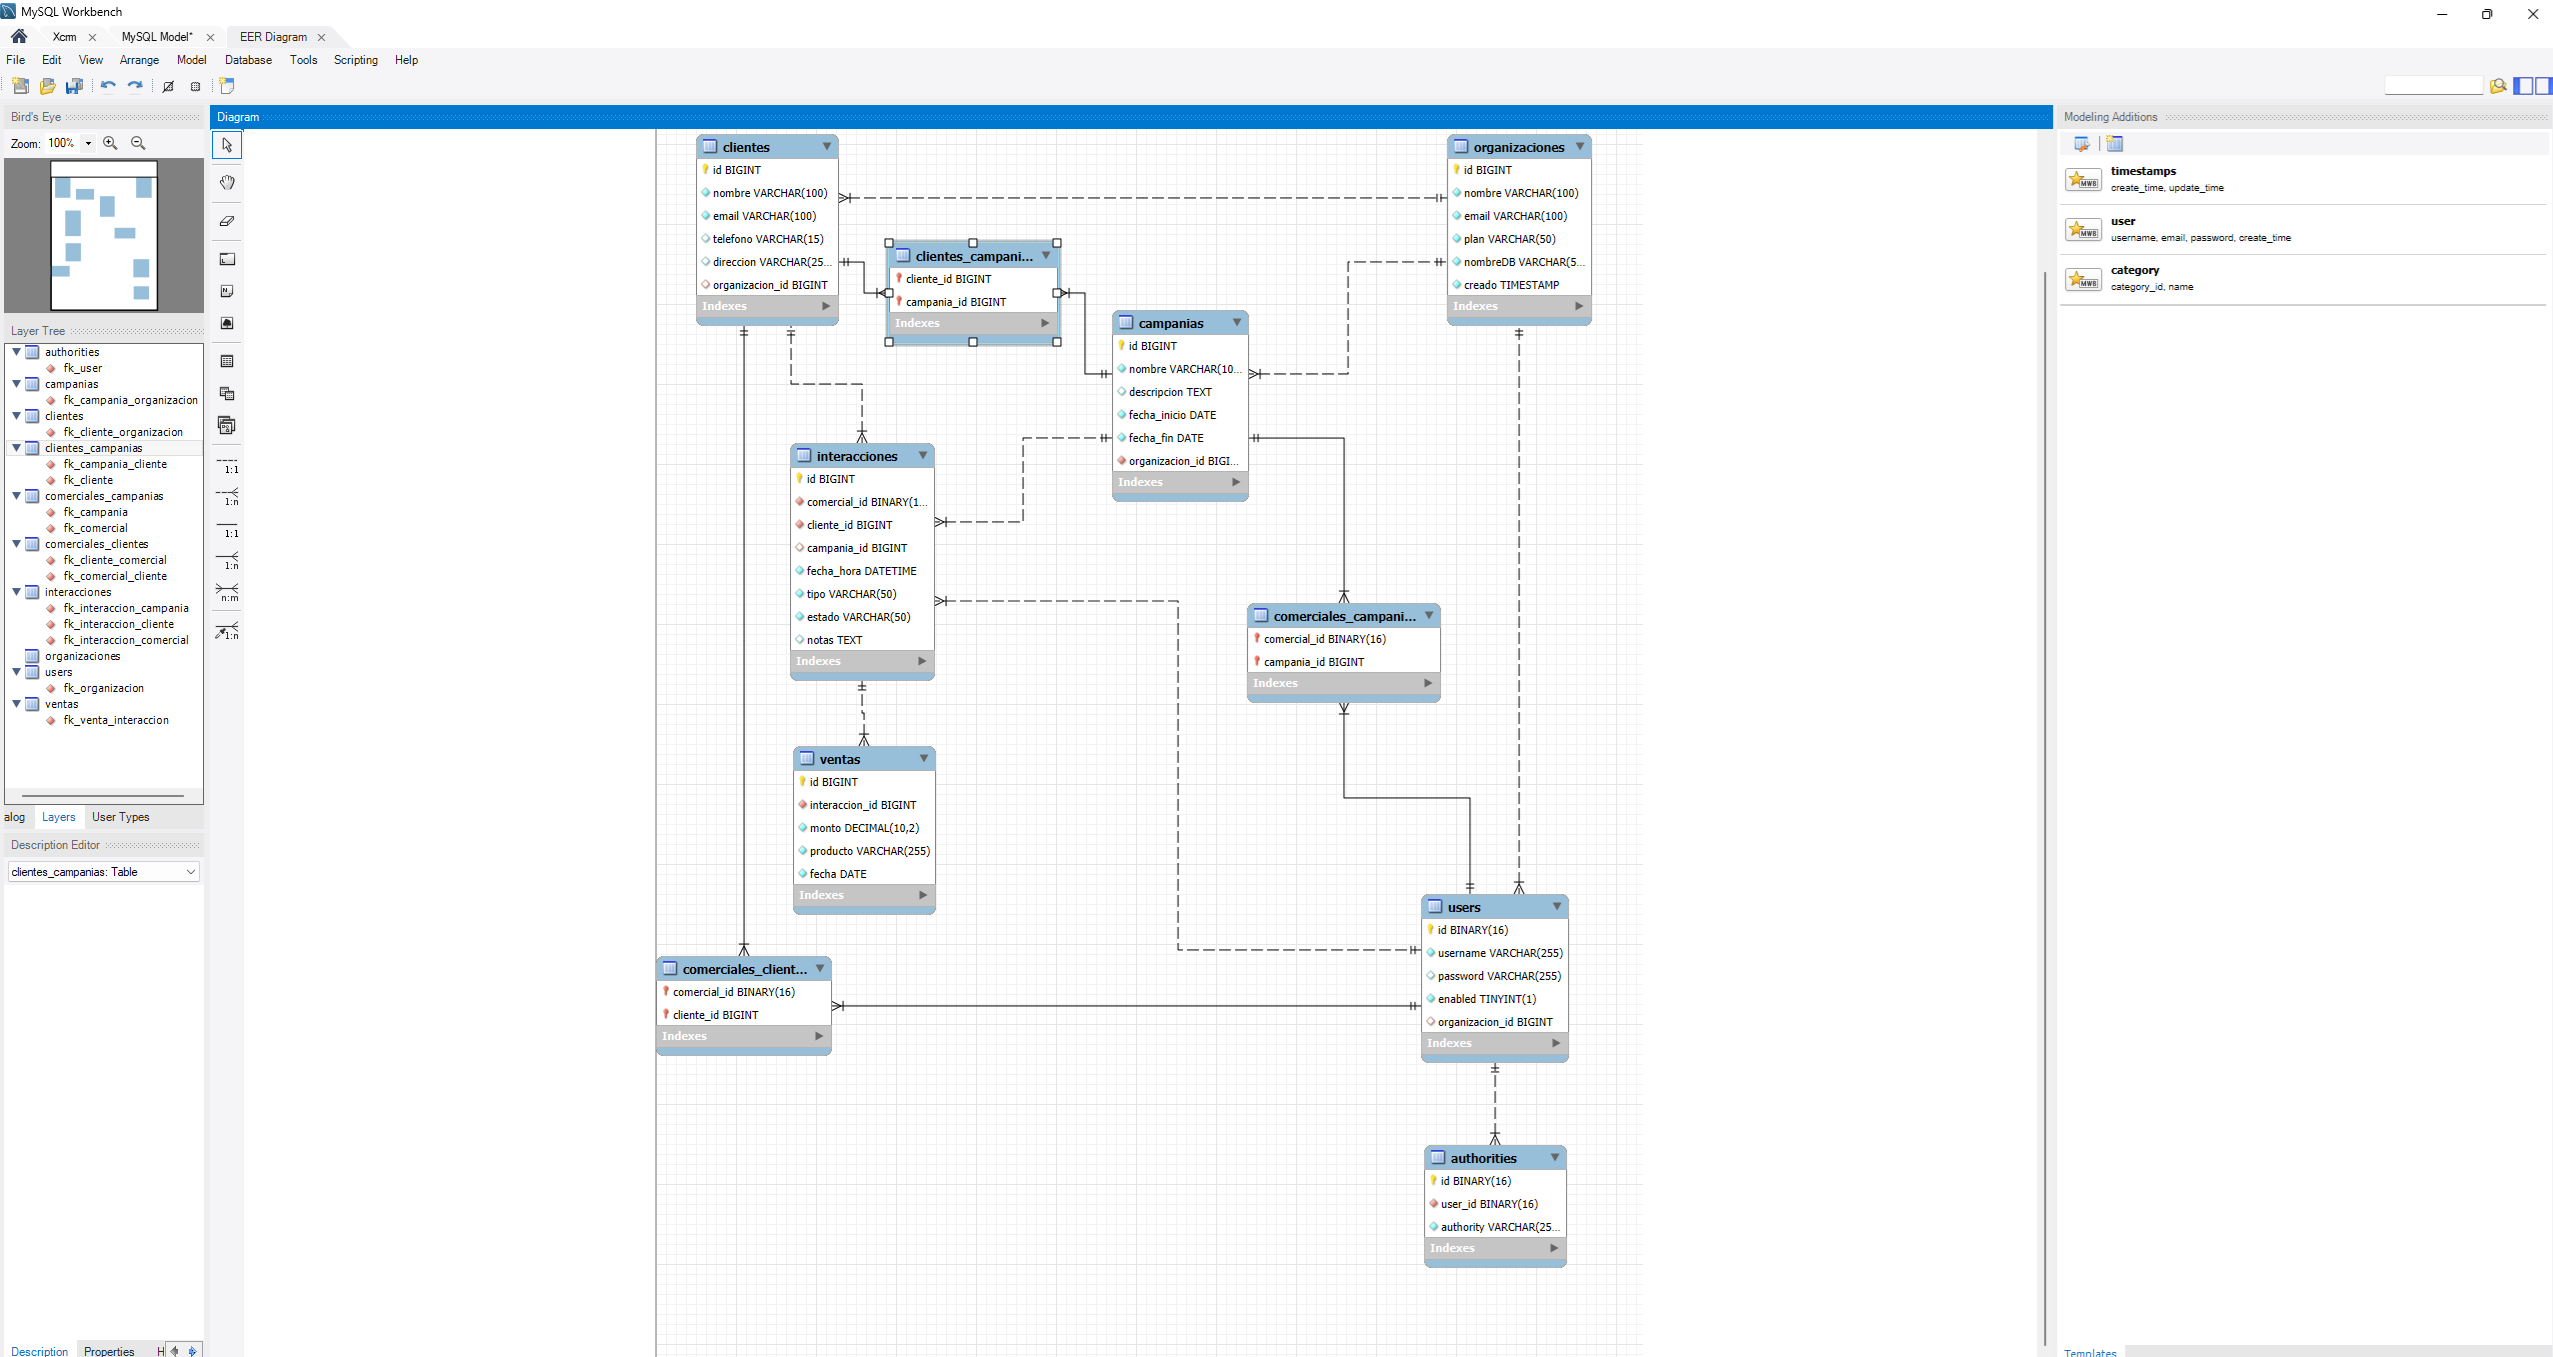 MySQL Workbench
Xcrm
MySQL Model*
EER Diagram
File Edit View Arrange Model Database Tools Scripting Help
Bird's Eye
Zoom: 100%
Layer Tree
authorities
fk_user
campanias
fk_campania_organizacion
clientes
fk_cliente_organizacion
clientes_campanias
fk_campania_cliente
fk_cliente
comerciales_campanias
fk_campania
fk_comercial
comerciales_clientes
fk_cliente_comercial
fk_comercial_cliente
interacciones
fk_interaccion_campania
fk_interaccion_cliente
fk_interaccion_comercial
organizaciones
users
fk_organizacion
ventas
fk_venta_interaccion
alog Layers User Types
Description Editor
clientes_campanias: Table
Description Properties H
Diagram
1:1
1:n
1:1
1:n
n:m
1:n
clientes
id BIGINT
nombre VARCHAR(100)
email VARCHAR(100)
telefono VARCHAR(15)
direccion VARCHAR(25...
organizacion_id BIGINT
Indexes
clientes_campani...
cliente_id BIGINT
campania_id BIGINT
Indexes
organizaciones
id BIGINT
nombre VARCHAR(100)
email VARCHAR(100)
plan VARCHAR(50)
nombreDB VARCHAR(5...
creado TIMESTAMP
Indexes
campanias
id BIGINT
nombre VARCHAR(10...
descripcion TEXT
fecha_inicio DATE
fecha_fin DATE
organizacion_id BIGI...
Indexes
interacciones
id BIGINT
comercial_id BINARY(1...
cliente_id BIGINT
campania_id BIGINT
fecha_hora DATETIME
tipo VARCHAR(50)
estado VARCHAR(50)
notas TEXT
Indexes
comerciales_campani...
comercial_id BINARY(16)
campania_id BIGINT
Indexes
ventas
id BIGINT
interaccion_id BIGINT
monto DECIMAL(10,2)
producto VARCHAR(255)
fecha DATE
Indexes
comerciales_client...
comercial_id BINARY(16)
cliente_id BIGINT
Indexes
users
id BINARY(16)
username VARCHAR(255)
password VARCHAR(255)
enabled TINYINT(1)
organizacion_id BIGINT
Indexes
authorities
id BINARY(16)
user_id BINARY(16)
authority VARCHAR(25...
Indexes
Modeling Additions
MWB
timestamps
create_time, update_time
MWB
user
username, email, password, create_time
MWB
category
category_id, name
Templates